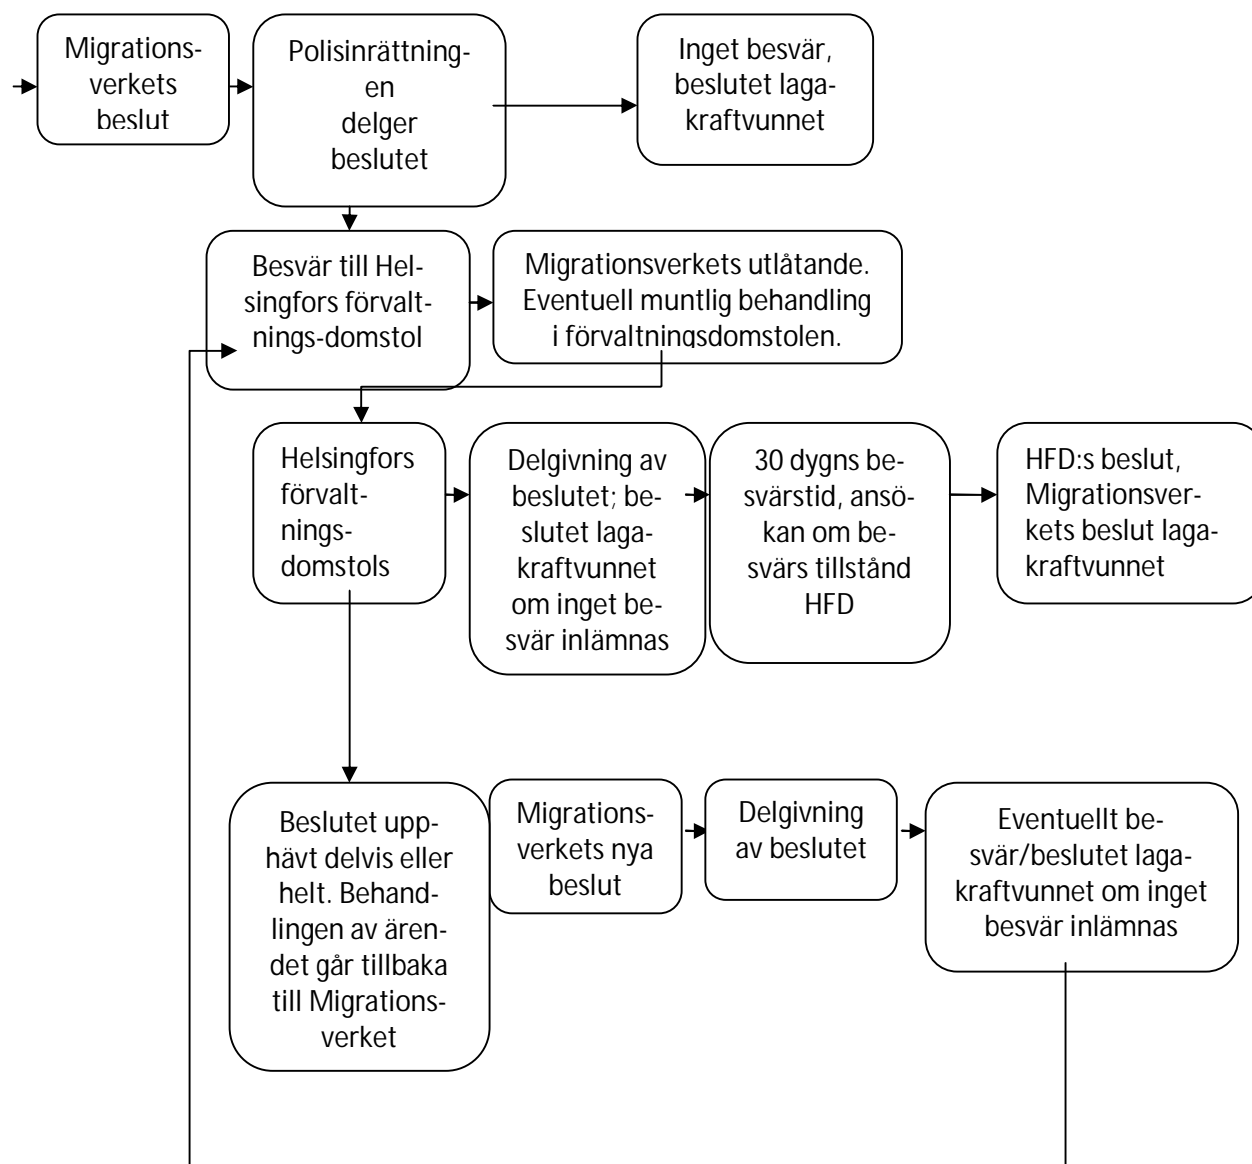 Migrations-
verkets
beslut
Polisinrättning-
en
delger
beslutet
Inget besvär,
beslutet laga-
kraftvunnet
Besvär till Hel-
singfors förvalt-
nings-domstol
Migrationsverkets utlåtande.
Eventuell muntlig behandling
i förvaltningsdomstolen.
Helsingfors
förvalt-
nings-
domstols
Delgivning av
beslutet; be-
slutet laga-
kraftvunnet
om inget be-
svär inlämnas
30 dygns be-
svärstid, ansö-
kan om be-
svärs tillstånd
HFD
HFD:s beslut,
Migrationsver-
kets beslut laga-
kraftvunnet
Beslutet upp-
hävt delvis eller
helt. Behand-
lingen av ären-
det går tillbaka
till Migrations-
verket
Migrations-
verkets nya
beslut
Delgivning
av beslutet
Eventuellt be-
svär/beslutet laga-
kraftvunnet om inget
besvär inlämnas